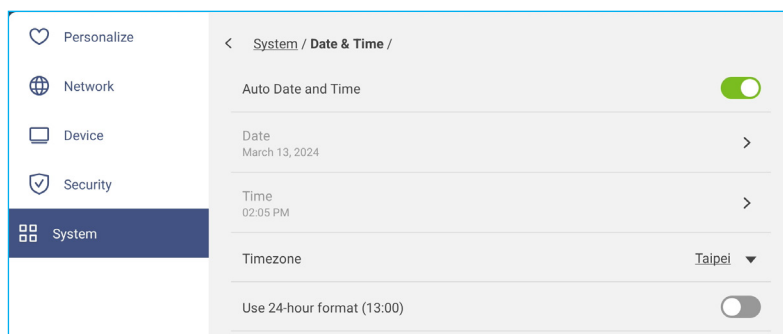 Personalize
Network
Device
Security
System
System / Date & Time /
Auto Date and Time
Date
March 13, 2024
Time
02:05 PM
Timezone
Taipei
Use 24-hour format (13:00)